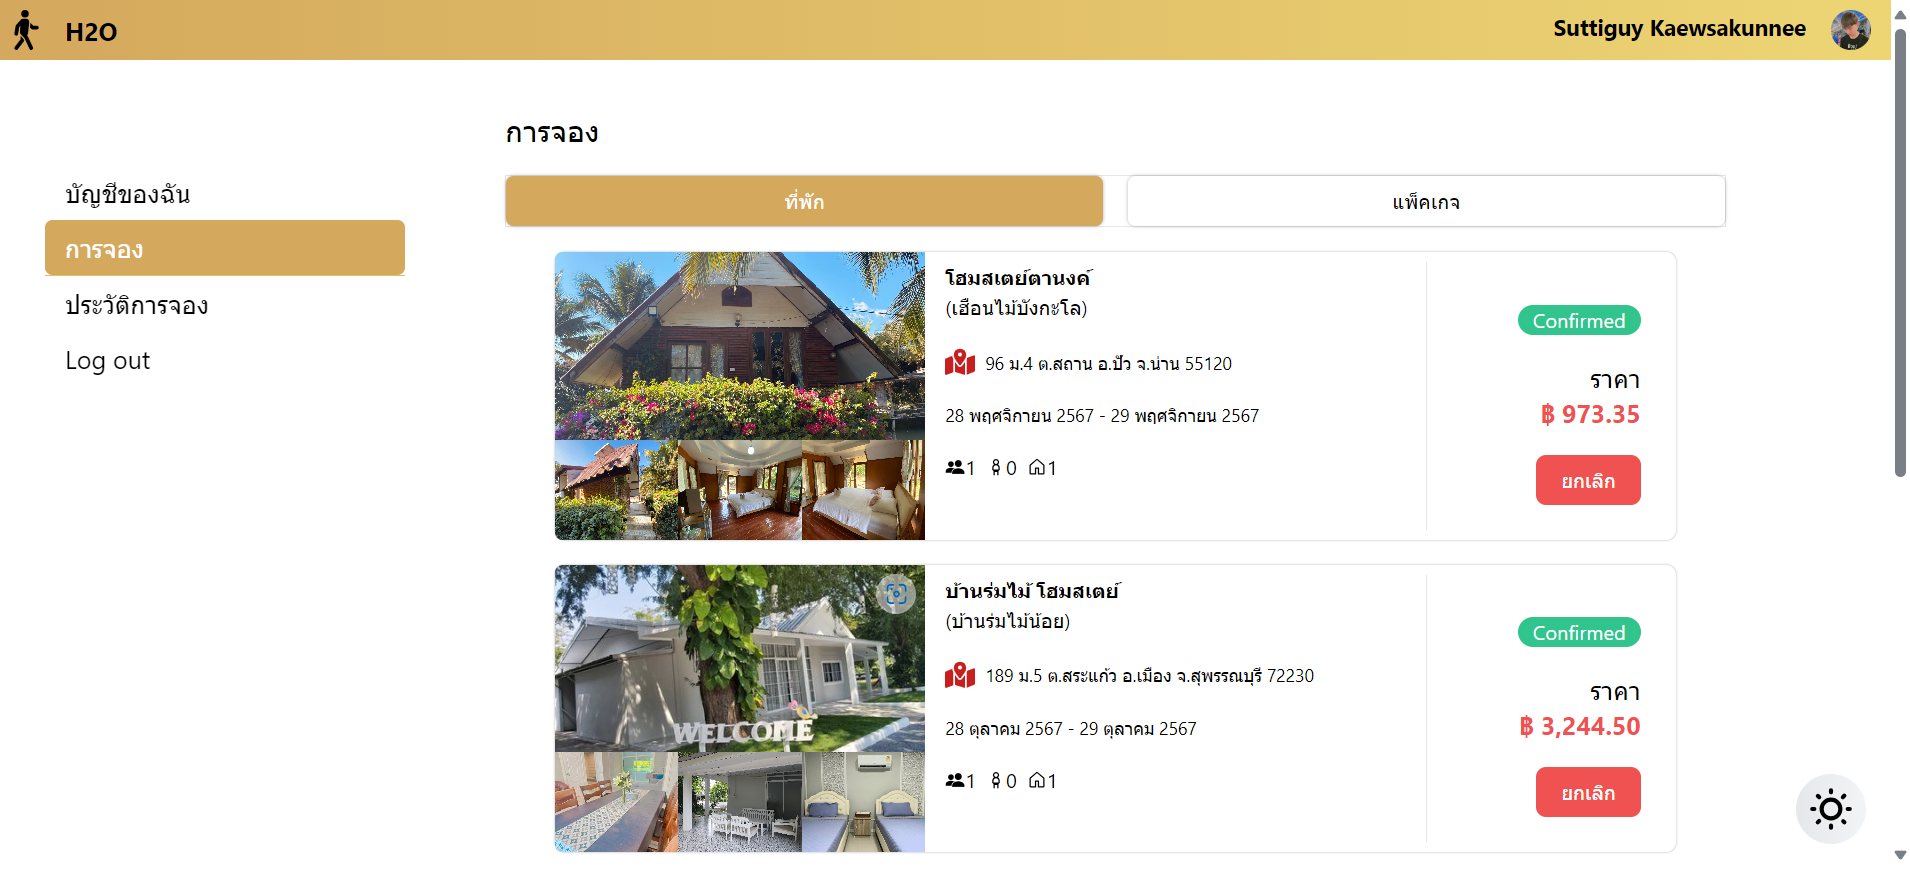 H2O
Suttiguy Kaewsakunnee
บัญชีของฉัน
การจอง
ประวัติการจอง
Log out
การจอง
ที่พัก
แพ็คเกจ
โฮมสเตย์ตานงค์
(เฮือนไม้บังกะโล)
96 ม.4 ต.สถาน อ.ปัว จ.น่าน 55120
28 พฤศจิกายน 2567 - 29 พฤศจิกายน 2567
1 0 1
Confirmed
ราคา
฿ 973.35
ยกเลิก
WELCOME
บ้านร่มไม้ โฮมสเตย์
(บ้านร่มไม้น้อย)
189 ม.5 ต.สระแก้ว อ.เมือง จ.สุพรรณบุรี 72230
28 ตุลาคม 2567 - 29 ตุลาคม 2567
1 0 1
Confirmed
ราคา
฿ 3,244.50
ยกเลิก